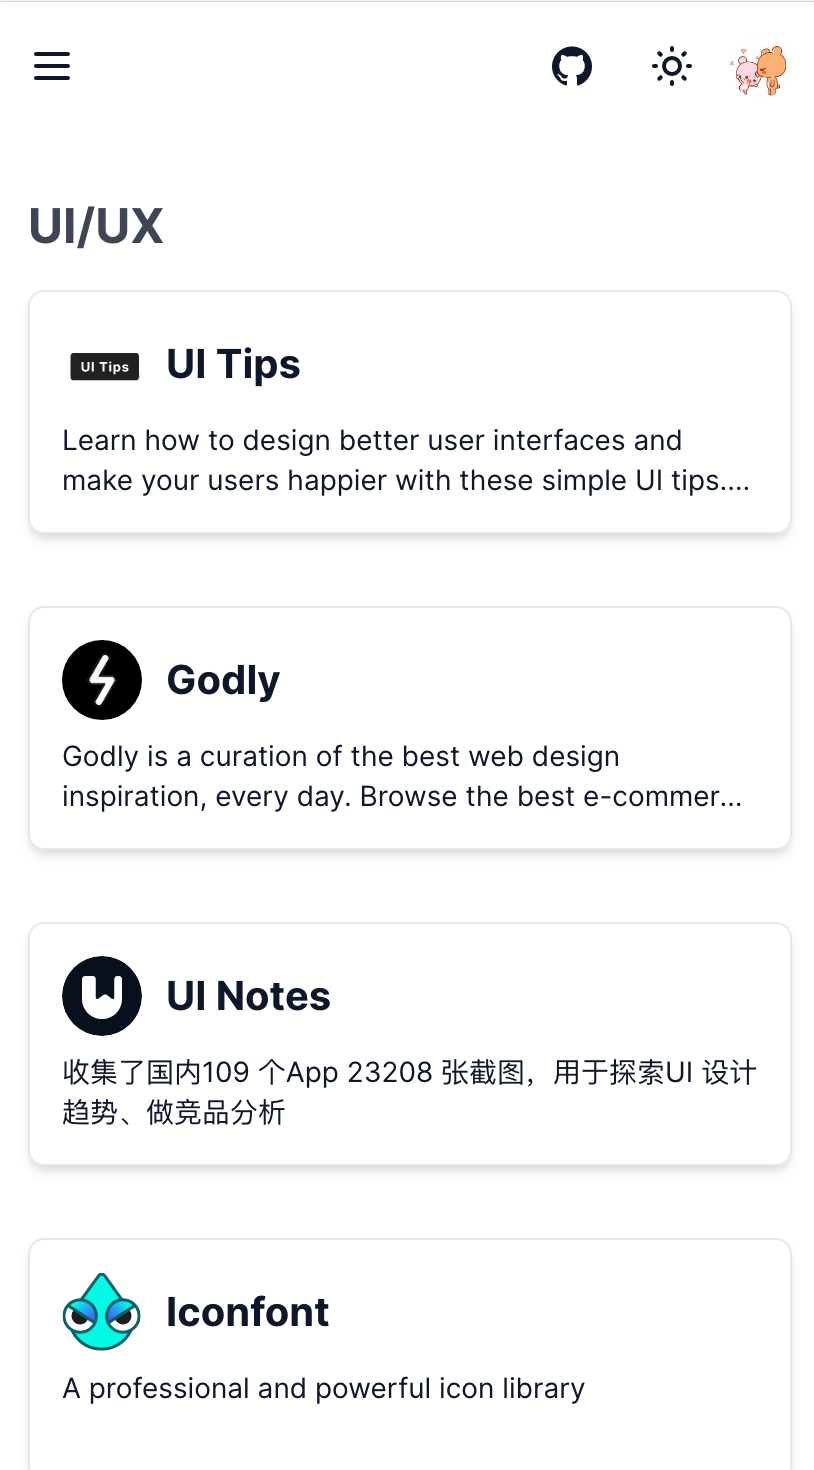 UI/UX
UI Tips
UI Tips
Learn how to design better user interfaces and
make your users happier with these simple UI tips....
Godly
Godly is a curation of the best web design
inspiration, every day. Browse the best e-commer...
UI Notes
收集了国内109 个App 23208 张截图，用于探索UI 设计
趋势、做竞品分析
Iconfont
A professional and powerful icon library